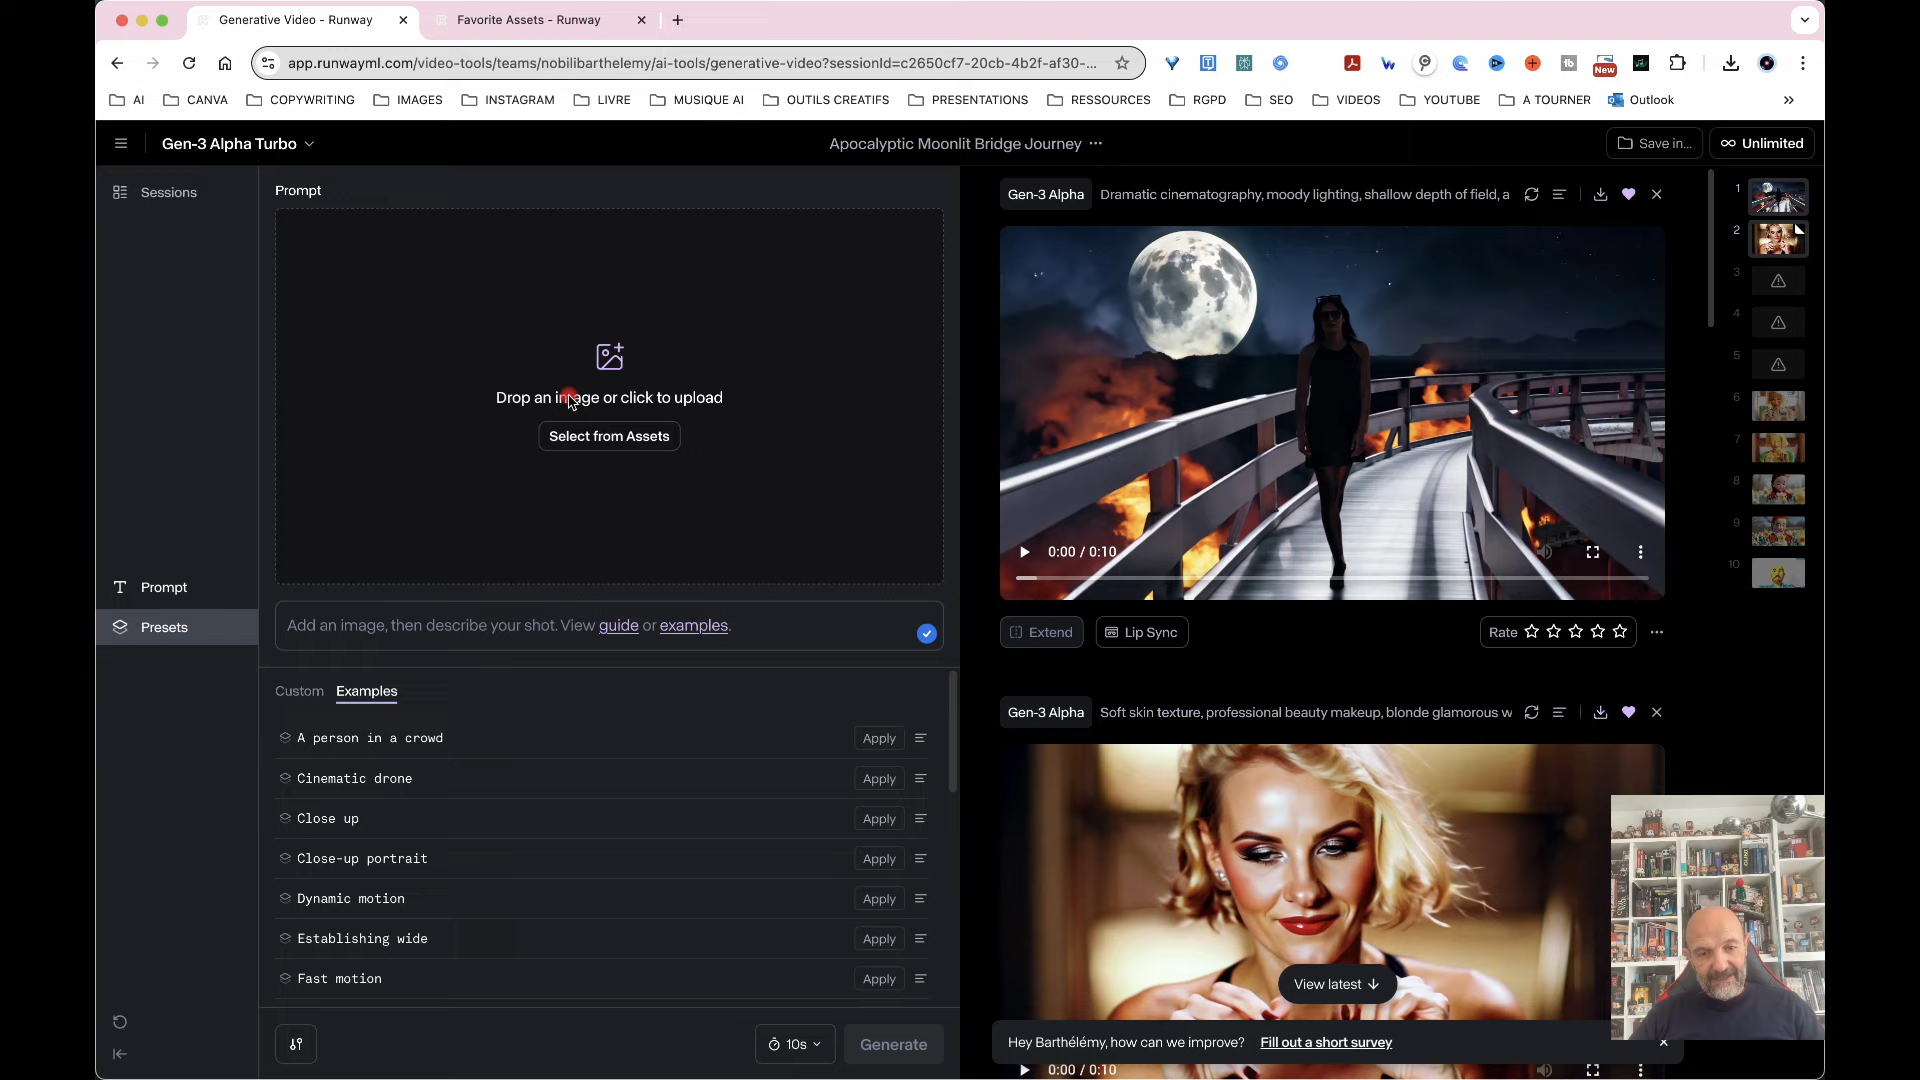 Generative Video - Runway
Favorite Assets - Runway
app.runwayml.com/video-tools/teams/nobilibarthelemy/ai-tools/generative-video?sessionId=c2650cf7-20cb-4b2f-af30-...
New
AI CANVA COPYWRITING IMAGES INSTAGRAM LIVRE MUSIQUE AI OUTILS CREATIFS PRESENTATIONS RESSOURCES RGPD SEO VIDEOS YOUTUBE A TOURNER Outlook
Gen-3 Alpha Turbo
Apocalyptic Moonlit Bridge Journey
Save in...
Unlimited
Sessions
Prompt
Presets
Prompt
Drop an image or click to upload
Select from Assets
Add an image, then describe your shot. View guide or examples.
Custom Examples
A person in a crowd Apply
Cinematic drone Apply
Close up Apply
Close-up portrait Apply
Dynamic motion Apply
Establishing wide Apply
Fast motion Apply
10s
Generate
Gen-3 Alpha Dramatic cinematography, moody lighting, shallow depth of field, a
0:00 / 0:10
Extend Lip Sync Rate
Gen-3 Alpha Soft skin texture, professional beauty makeup, blonde glamorous w
View latest
Hey Barthélémy, how can we improve? Fill out a short survey
0:00 / 0:10
1
2
3
4
5
6
7
8
9
10